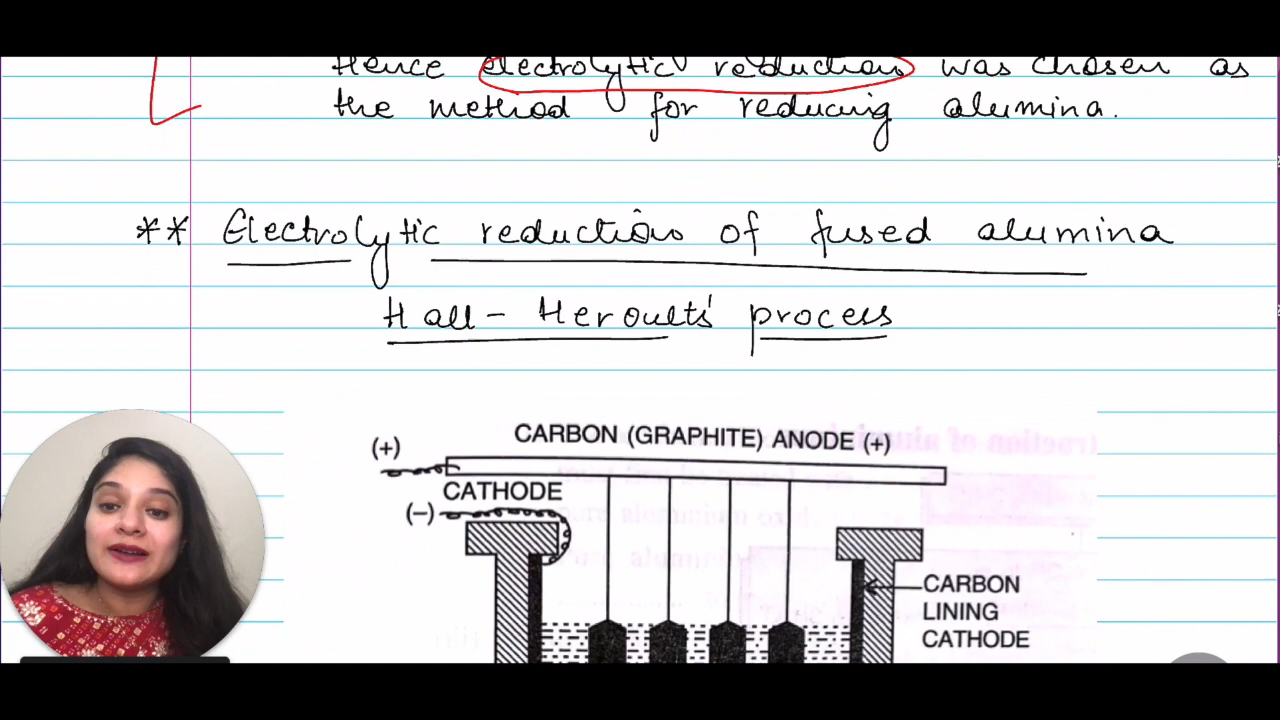 Hence electrolytic reduction was chosen as
the method for reducing alumina.
** Electrolytic reduction of fused alumina
Hall - Heroults' process
CARBON (GRAPHITE) ANODE (+)
(+)
CATHODE
(-)
CARBON
LINING
CATHODE